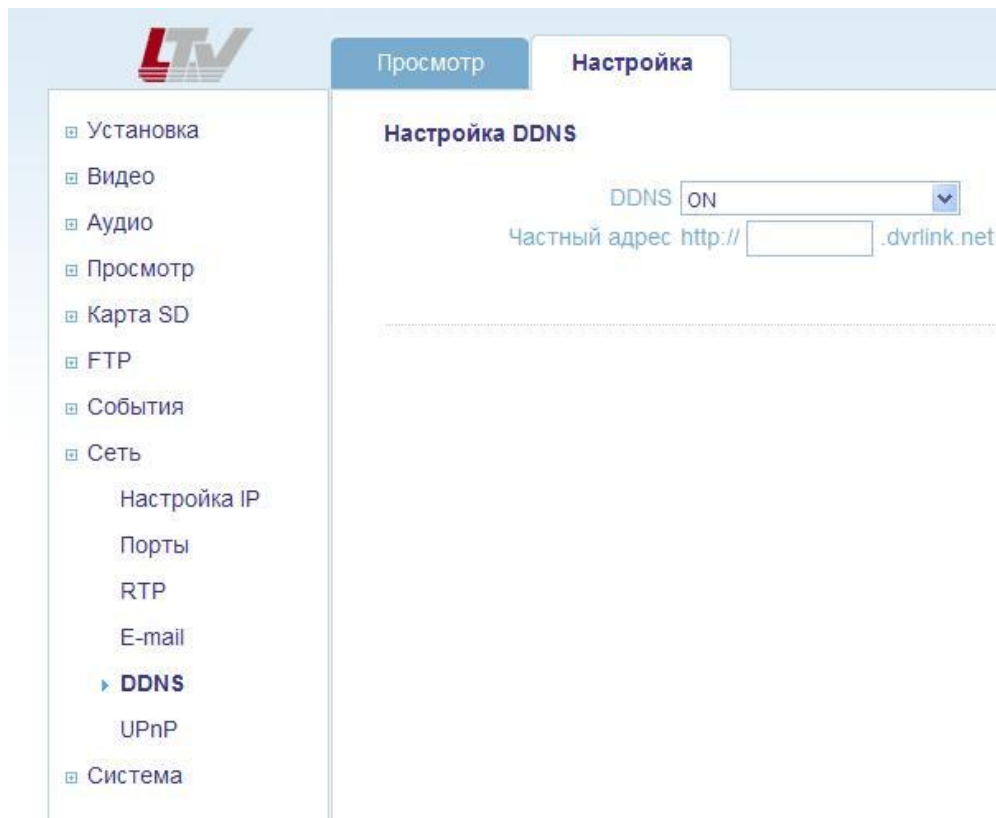 LTV
Просмотр
Настройка
Установка
Видео
Аудио
Просмотр
Карта SD
FTP
События
Сеть
Настройка IP
Порты
RTP
E-mail
DDNS
UPnP
Система
Настройка DDNS
DDNS ON
Частный адрес http:// .dvrlink.net